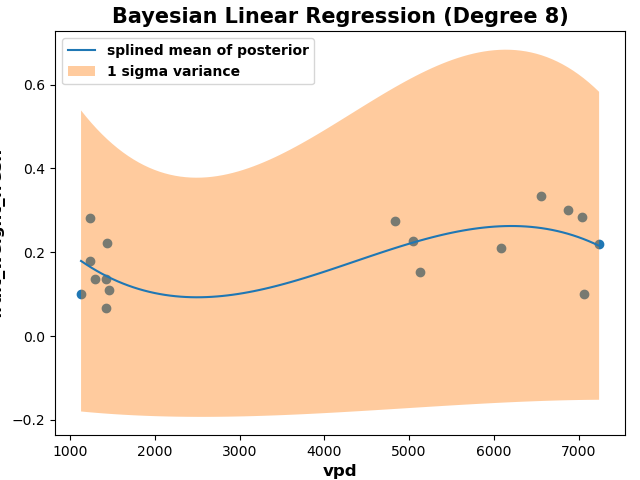 Bayesian Linear Regression (Degree 8)
splined mean of posterior
1 sigma variance
0.6
0.4
0.2
0.0
−0.2
1000 2000 3000 4000 5000 6000 7000
vpd